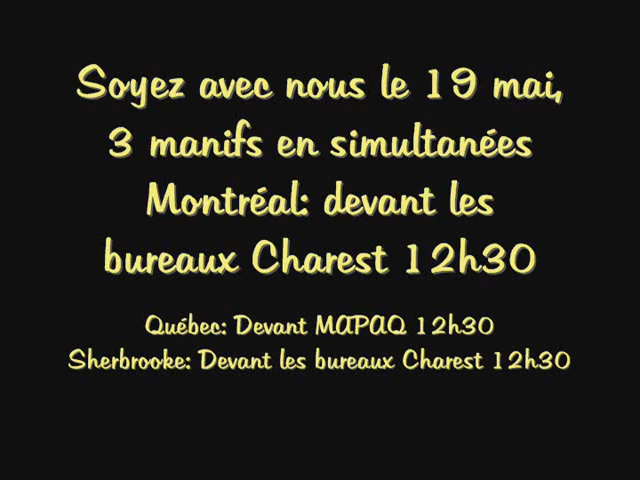 Soyez avec nous le 19 mai,
3 manifs en simultanées
Montréal: devant les
bureaux Charest 12h30
Québec: Devant MAPAQ 12h30
Sherbrooke: Devant les bureaux Charest 12h30